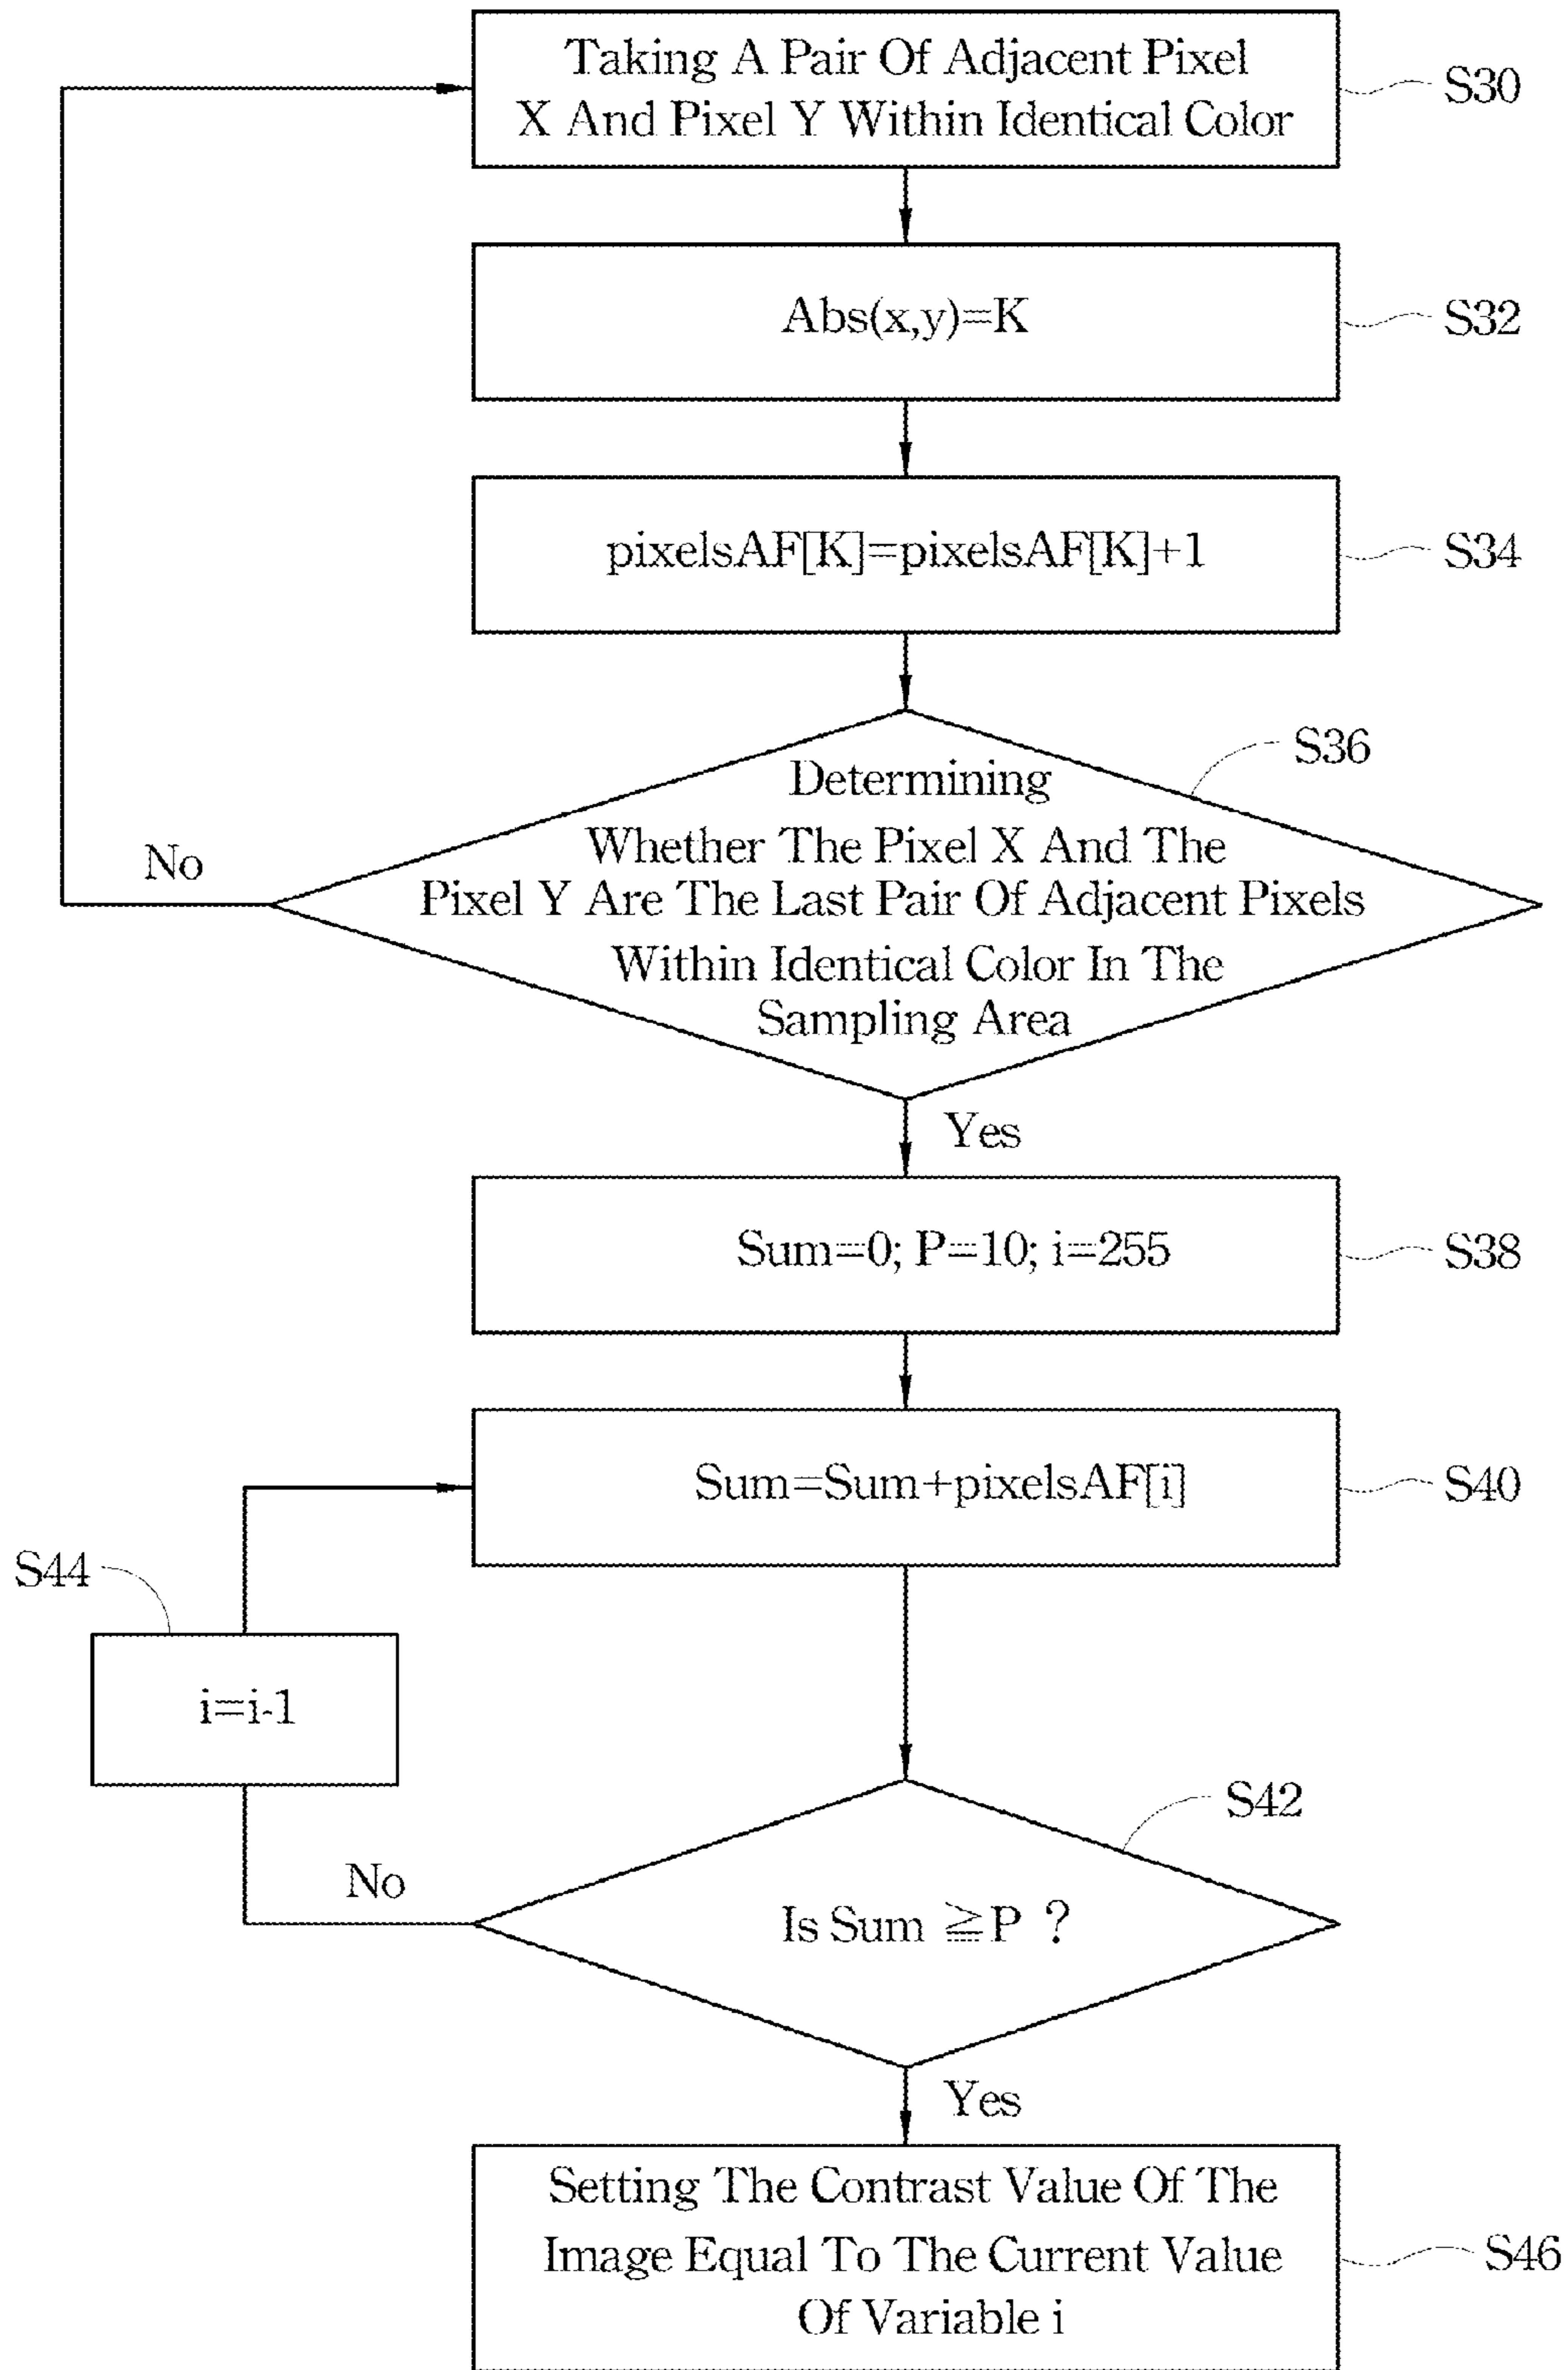 Taking A Pair Of Adjacent Pixel
X And Pixel Y Within Identical Color
S30
Abs(x,y)=K
S32
pixelsAF[K]=pixelsAF[K]+1
S34
S36
Determining
Whether The Pixel X And The
Pixel Y Are The Last Pair Of Adjacent Pixels
Within Identical Color In The
Sampling Area
No
Yes
Sum=0; P=10; i=255
S38
Sum=Sum+pixelsAF[i]
S40
S44
i=i-1
S42
No
Is Sum ≧P ?
Yes
Setting The Contrast Value Of The
Image Equal To The Current Value
Of Variable i
S46